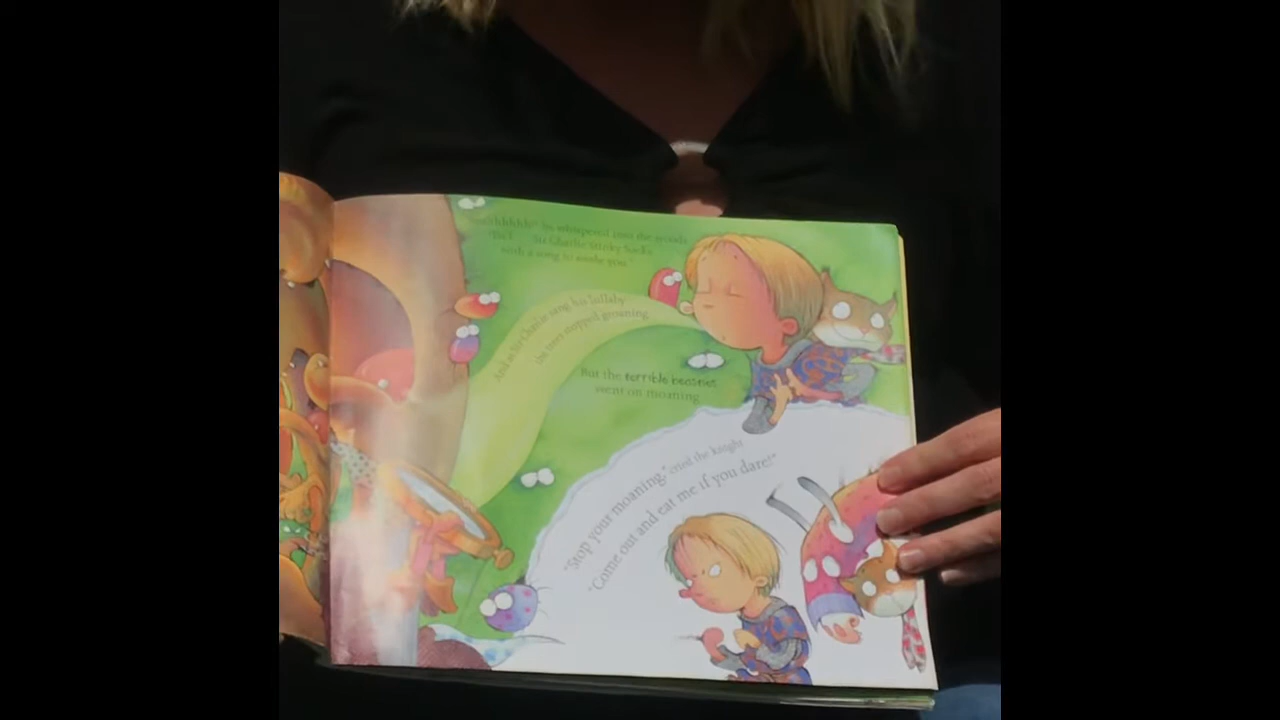 he whispered into the woods.
Sir Charlie Stinky Socks
with a song to soothe you."
And as Sir Charlie sang his lullaby
the trees stopped groaning.
But the terrible beasties
went on moaning.
"Stop your moaning," cried the knight.
"Come out and eat me if you dare!"